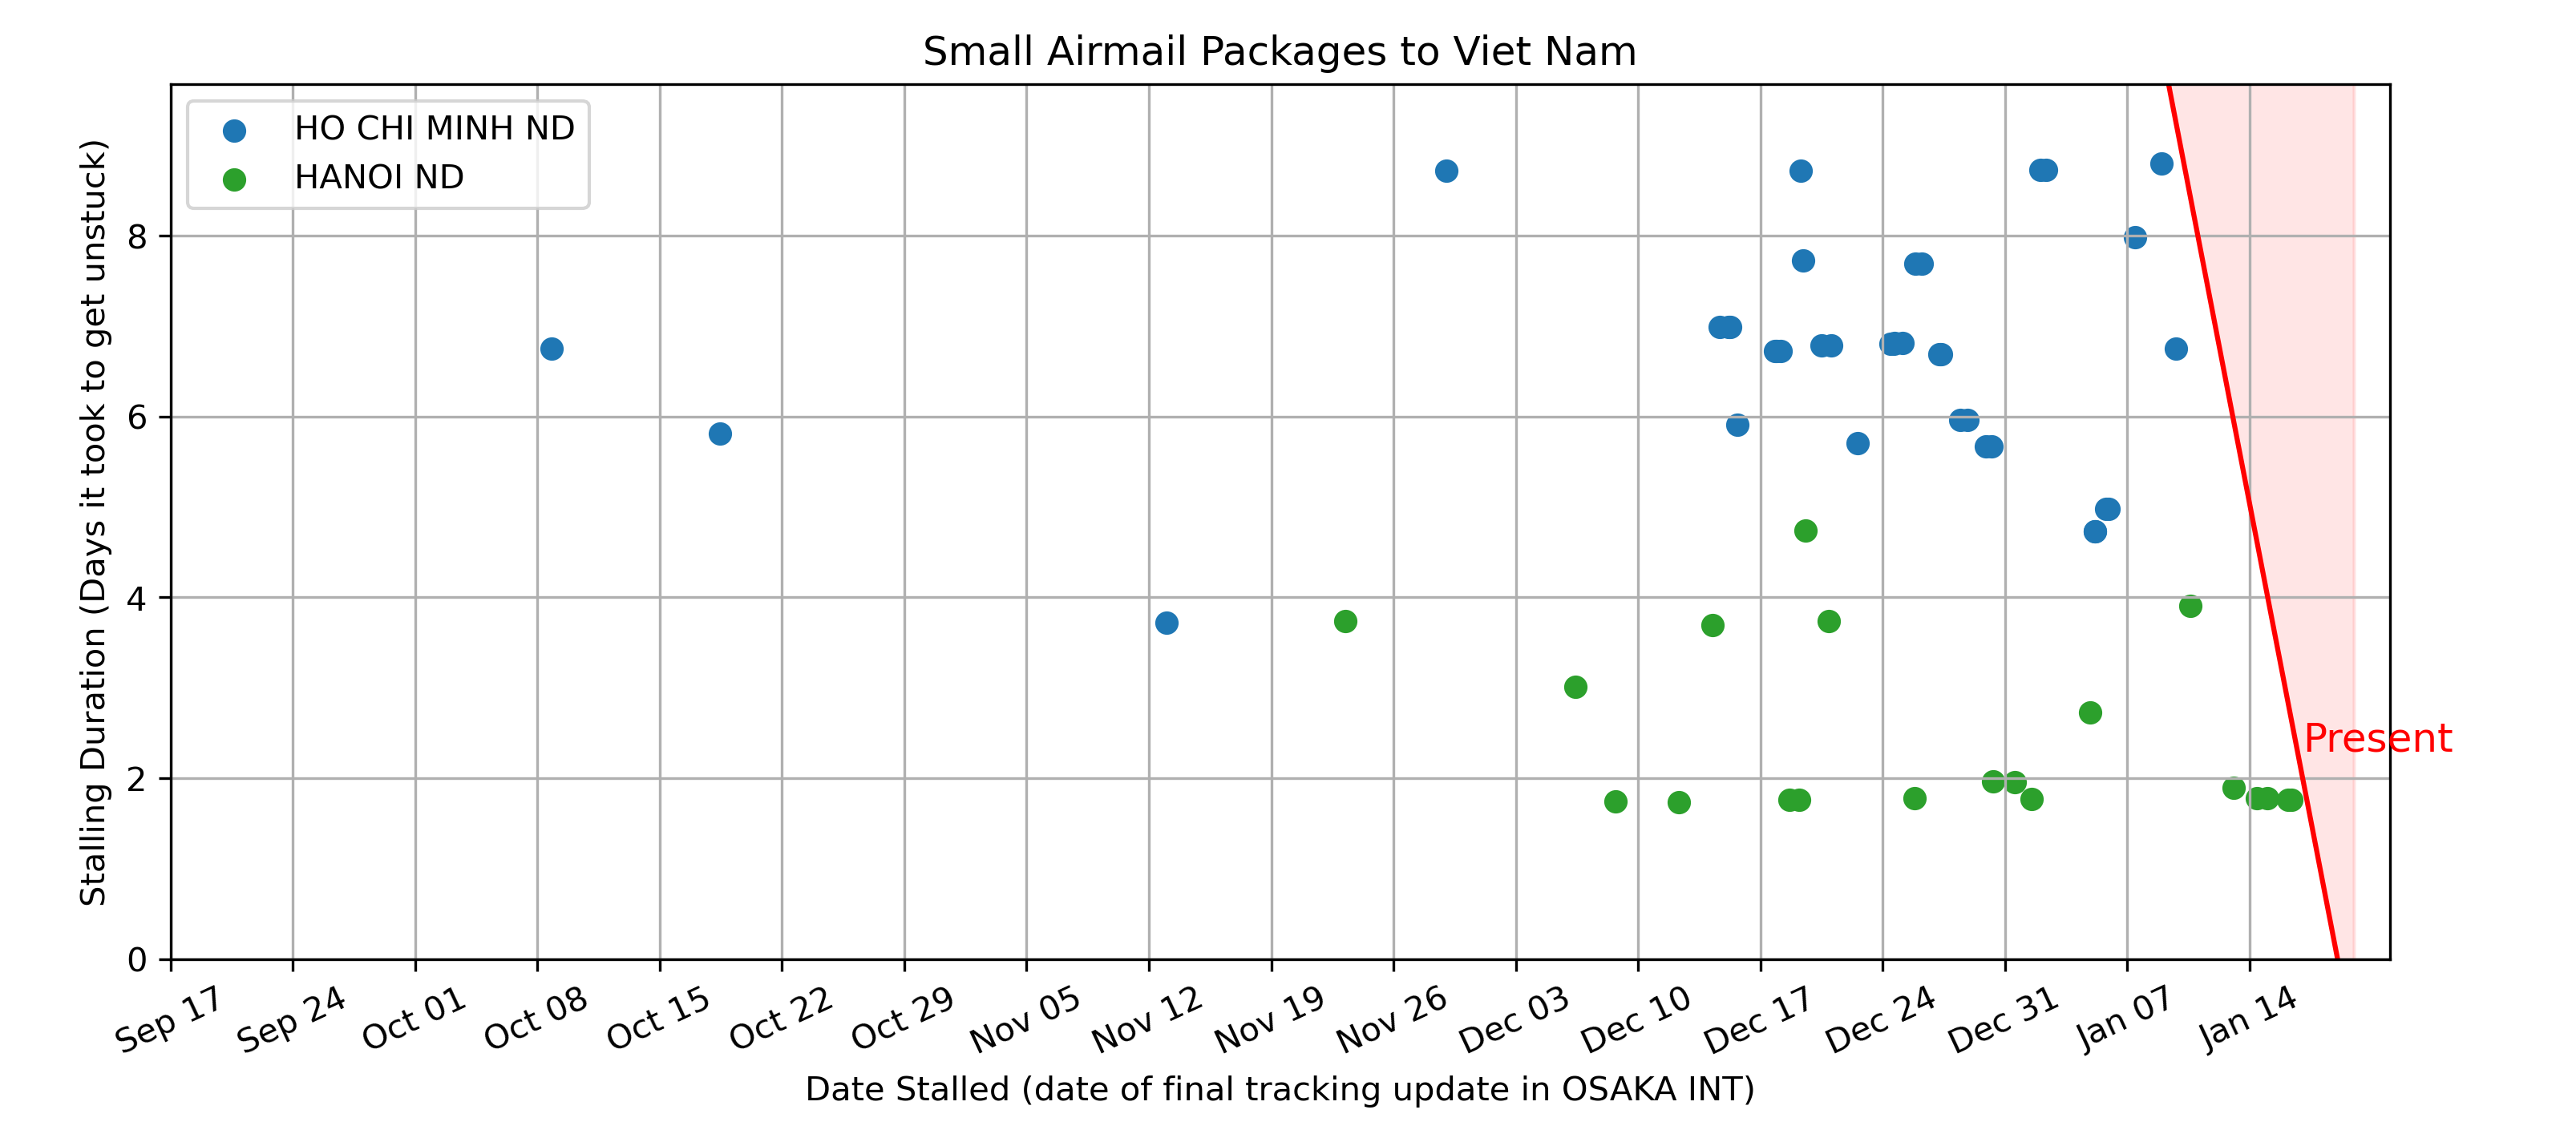 Small Airmail Packages to Viet Nam
HO CHI MINH ND
HANOI ND
Stalling Duration (Days it took to get unstuck)
8
6
4
2
0
Present
Sep 17
Sep 24
Oct 01
Oct 08
Oct 15
Oct 22
Oct 29
Nov 05
Nov 12
Nov 19
Nov 26
Dec 03
Dec 10
Dec 17
Dec 24
Dec 31
Jan 07
Jan 14
Date Stalled (date of final tracking update in OSAKA INT)